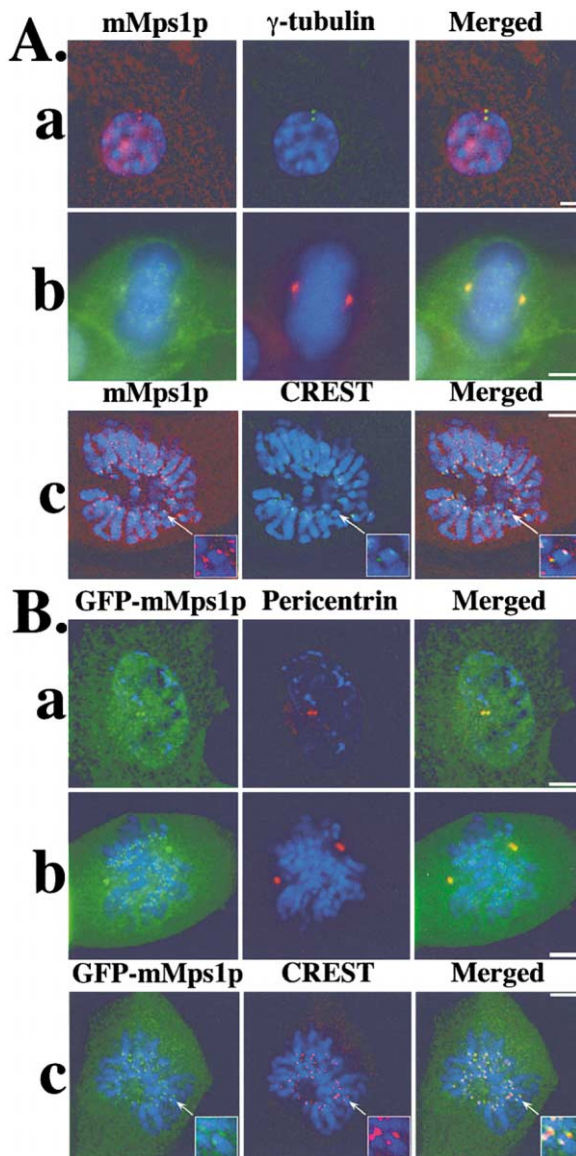 A.
mMps1p γ-tubulin Merged
a
b
mMps1p CREST Merged
c
B.
GFP-mMps1p Pericentrin Merged
a
b
GFP-mMps1p CREST Merged
c